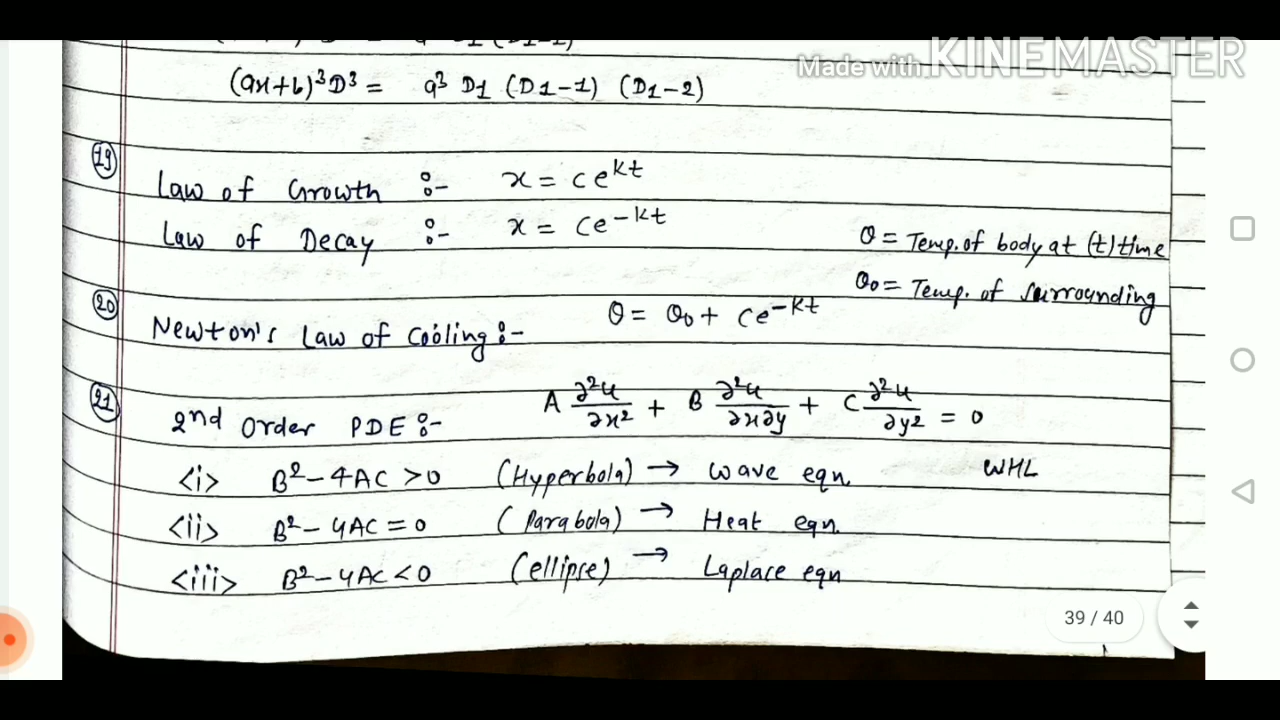 Made with KINEMASTER
(ax+b)³D³ = a³ D1 (D1-1) (D1-2)
19 Law of Growth :- x = ce^kt
Law of Decay :- x = ce^-kt
θ = Temp. of body at (t) time
θ₀ = Temp. of surrounding
20 Newton's Law of Cooling :- θ = θ₀ + ce^-kt
21 2nd Order PDE :- A ∂²u/∂x² + B ∂²u/∂x∂y + C ∂²u/∂y² = 0
<i> B²-4AC >0 (Hyperbola) → Wave eqn. WHL
<ii> B²-4AC = 0 (Parabola) → Heat eqn.
<iii> B²-4AC < 0 (ellipse) → Laplace eqn
39 / 40